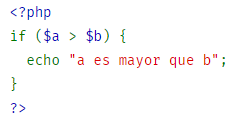 <?php
if ($a > $b) {
  echo "a es mayor que b";
}
?>